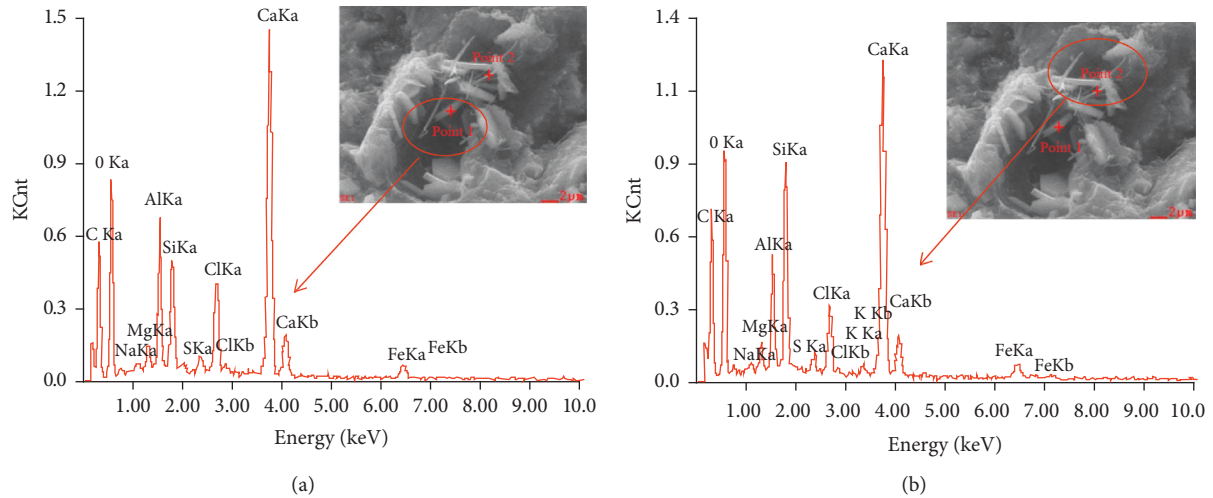 1.5
1.2
0.9
0.6
0.3
0.0
KCnt
C Ka
O Ka
NaKa
MgKa
AlKa
SiKa
SKa
ClKa
ClKb
CaKa
CaKb
FeKa
FeKb
Point 2
Point 1
2μm
1.00 2.00 3.00 4.00 5.00 6.00 7.00 8.00 9.00 10.0
Energy (keV)
(a)
1.4
1.1
0.9
0.6
0.3
0.0
KCnt
C Ka
O Ka
NaKa
MgKa
AlKa
SiKa
S Ka
ClKa
ClKb
K Ka
K Kb
CaKa
CaKb
FeKa
FeKb
Point 2
Point 1
2μm
1.00 2.00 3.00 4.00 5.00 6.00 7.00 8.00 9.00 10.0
Energy (keV)
(b)